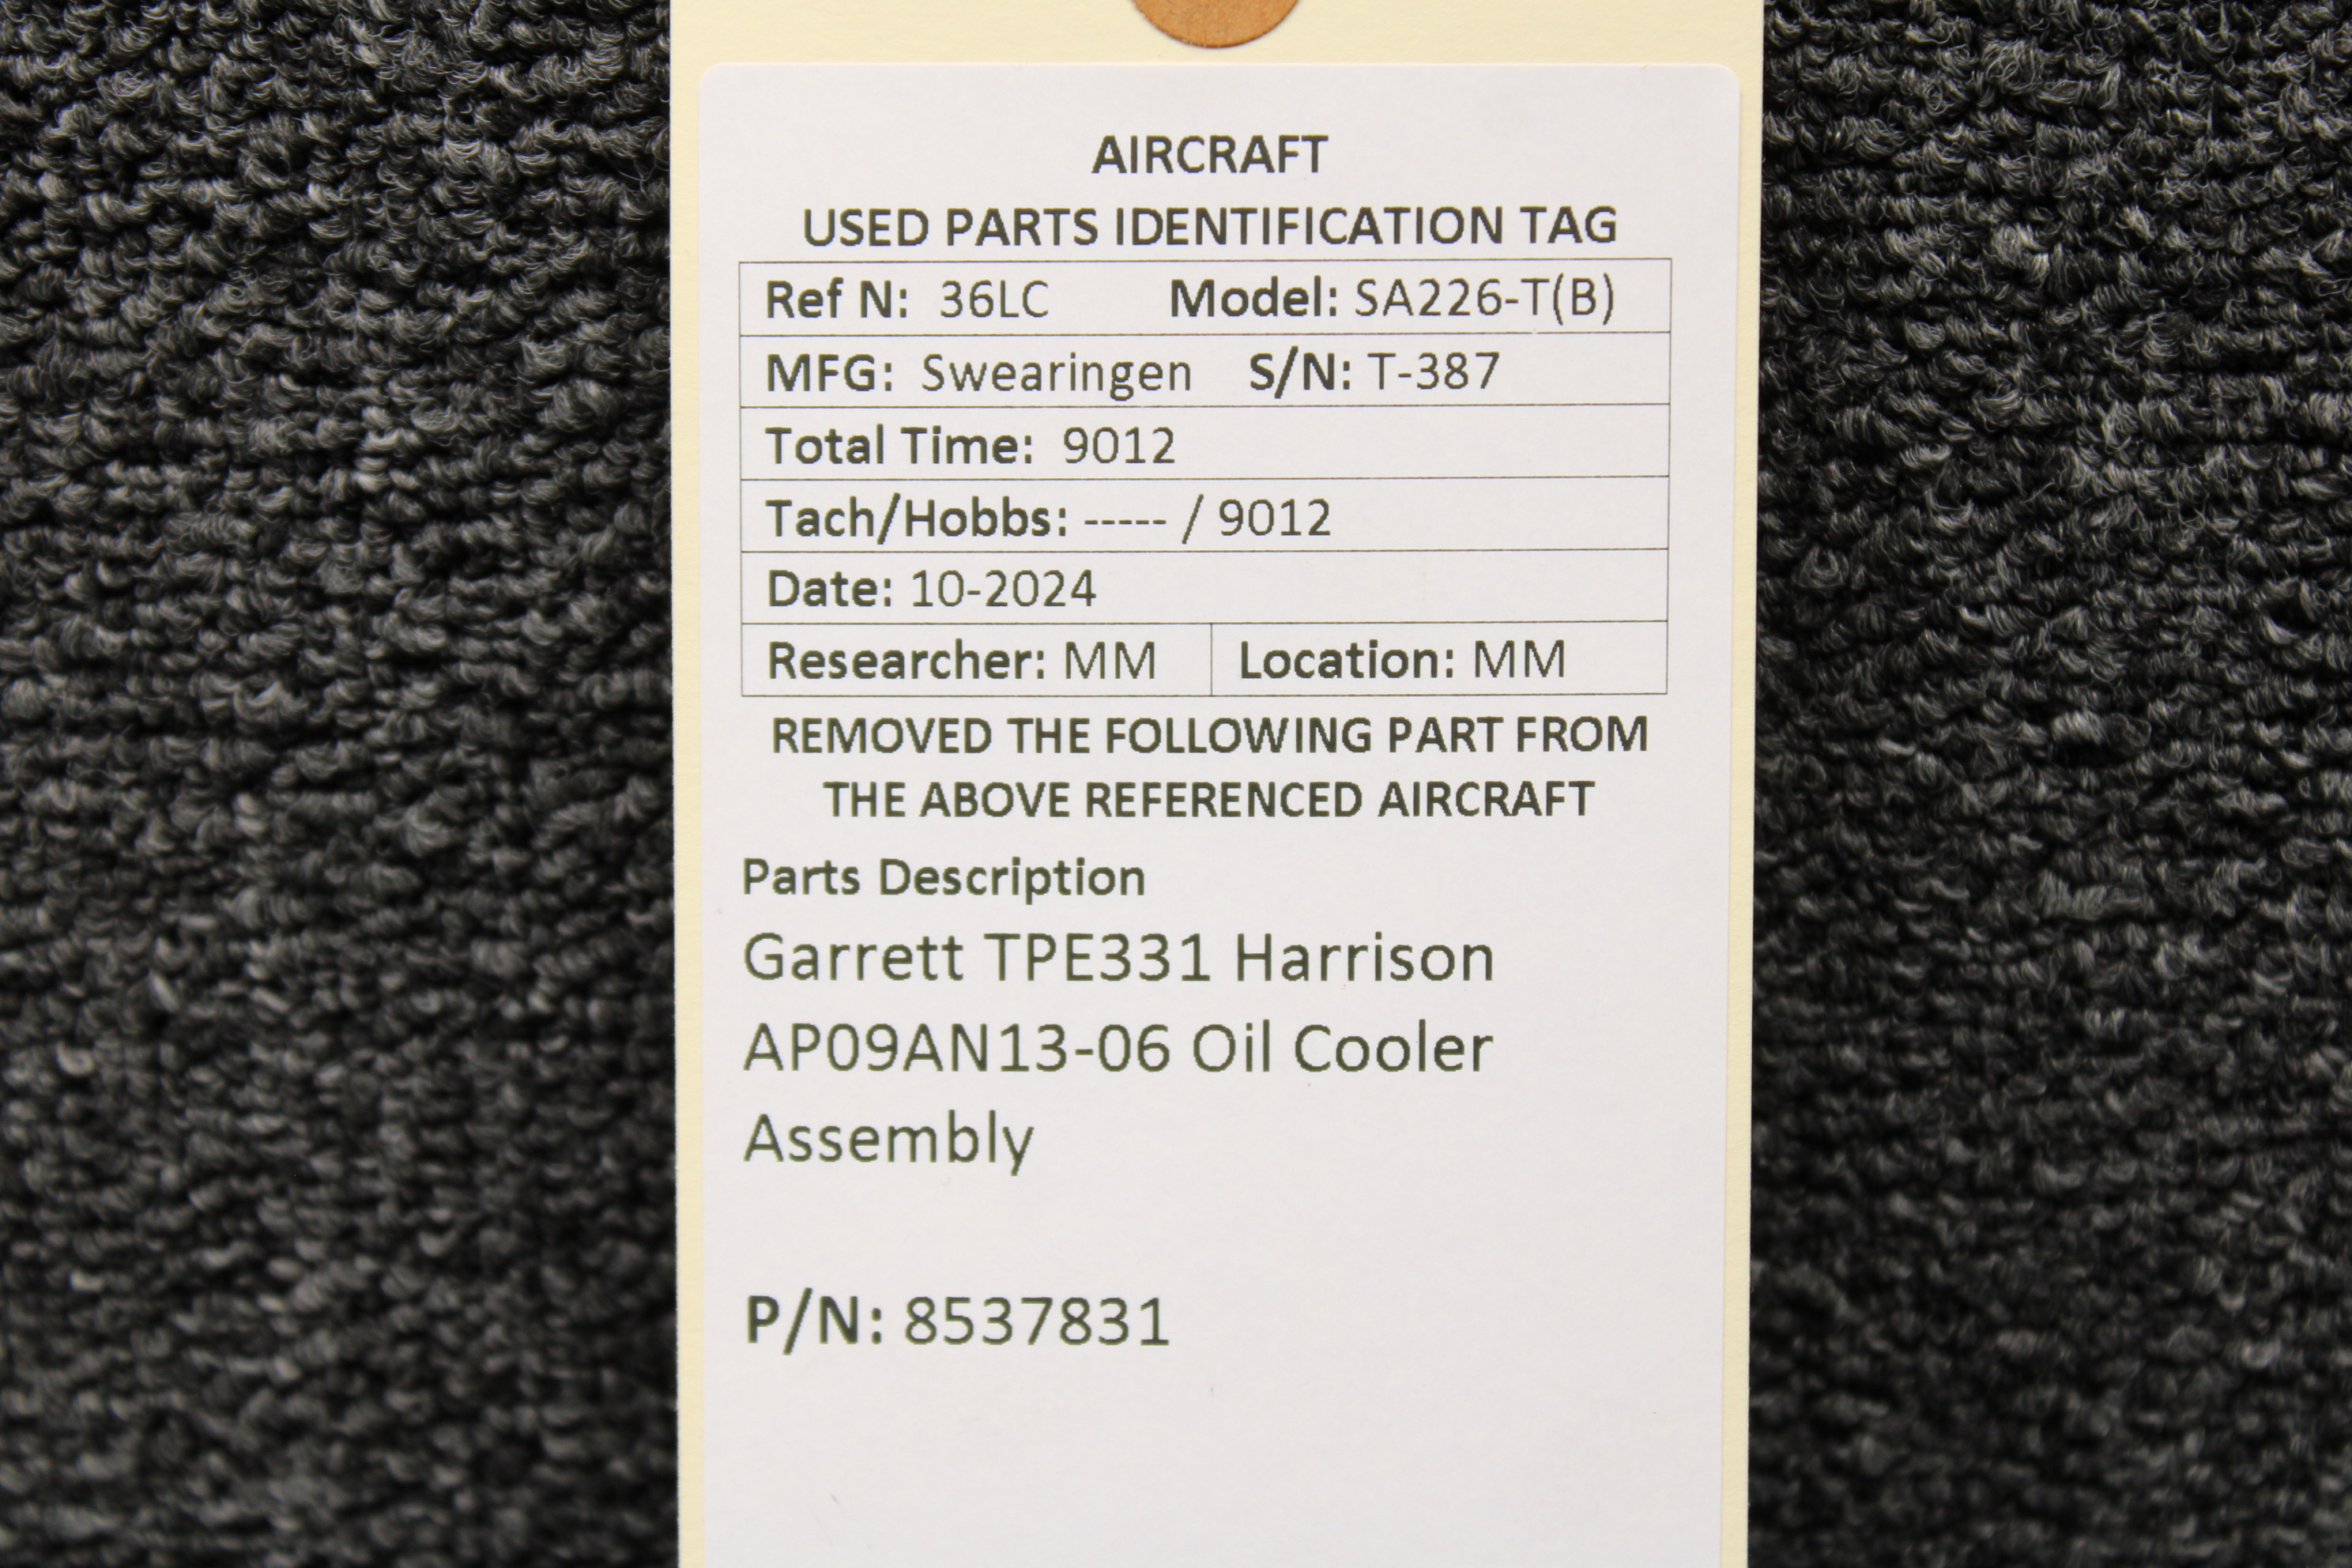 AIRCRAFT
USED PARTS IDENTIFICATION TAG
Ref N: 36LC Model: SA226-T(B)
MFG: Swearingen S/N: T-387
Total Time: 9012
Tach/Hobbs: ----- / 9012
Date: 10-2024
Researcher: MM Location: MM
REMOVED THE FOLLOWING PART FROM
THE ABOVE REFERENCED AIRCRAFT
Parts Description
Garrett TPE331 Harrison
AP09AN13-06 Oil Cooler
Assembly
P/N: 8537831